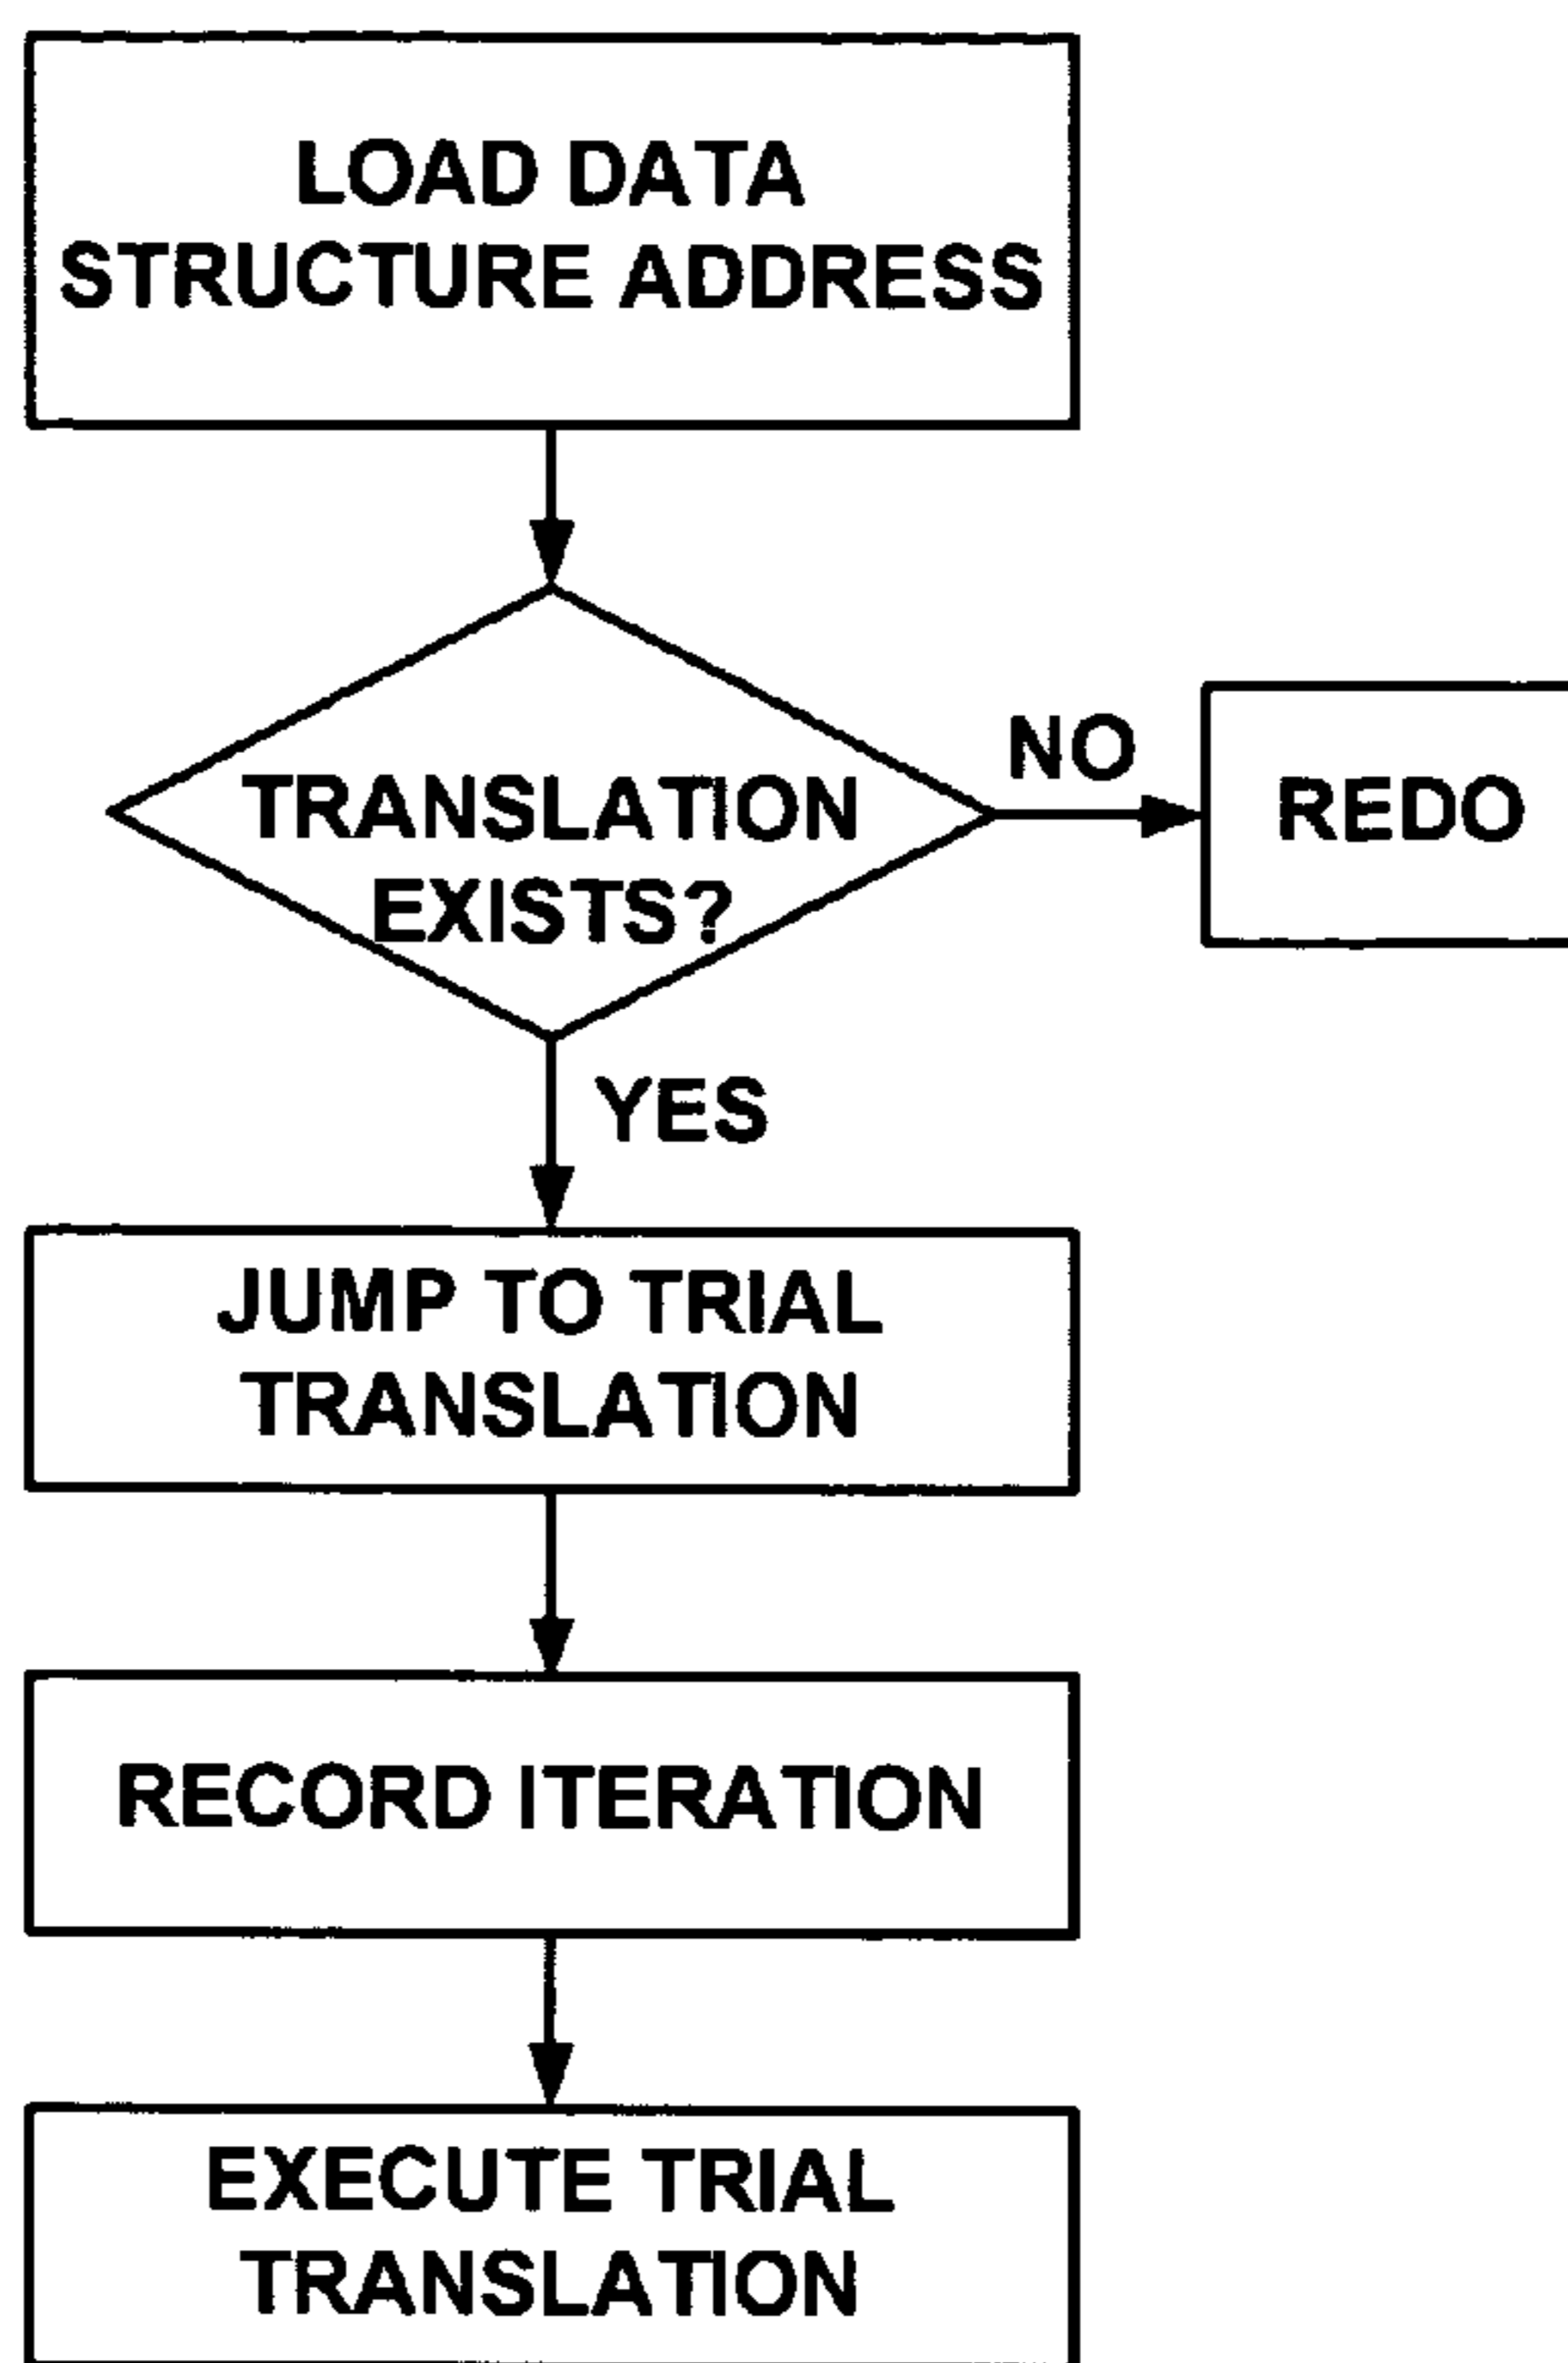 LOAD DATA
STRUCTURE ADDRESS
TRANSLATION
EXISTS?
NO
REDO
YES
JUMP TO TRIAL
TRANSLATION
RECORD ITERATION
EXECUTE TRIAL
TRANSLATION